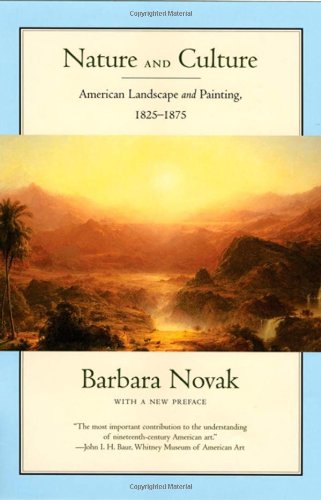 Nature and Culture
American Landscape and Painting,
1825–1875
Barbara Novak
WITH A NEW PREFACE
"The most important contribution to the understanding
of nineteenth-century American art."
—John I. H. Baur, Whitney Museum of American Art